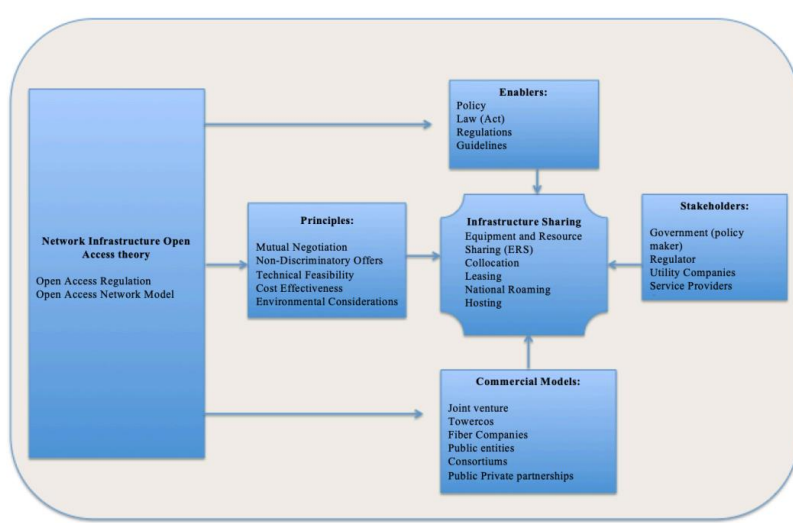 Network Infrastructure Open
Access theory
Open Access Regulation
Open Access Network Model
Enablers:
Policy
Law (Act)
Regulations
Guidelines
Principles:
Mutual Negotiation
Non-Discriminatory Offers
Technical Feasibility
Cost Effectiveness
Environmental Considerations
Infrastructure Sharing
Equipment and Resource
Sharing (ERS)
Collocation
Leasing
National Roaming
Hosting
Stakeholders:
Government (policy
maker)
Regulator
Utility Companies
Service Providers
Commercial Models:
Joint venture
Towercos
Fiber Companies
Public entities
Consortiums
Public Private partnerships